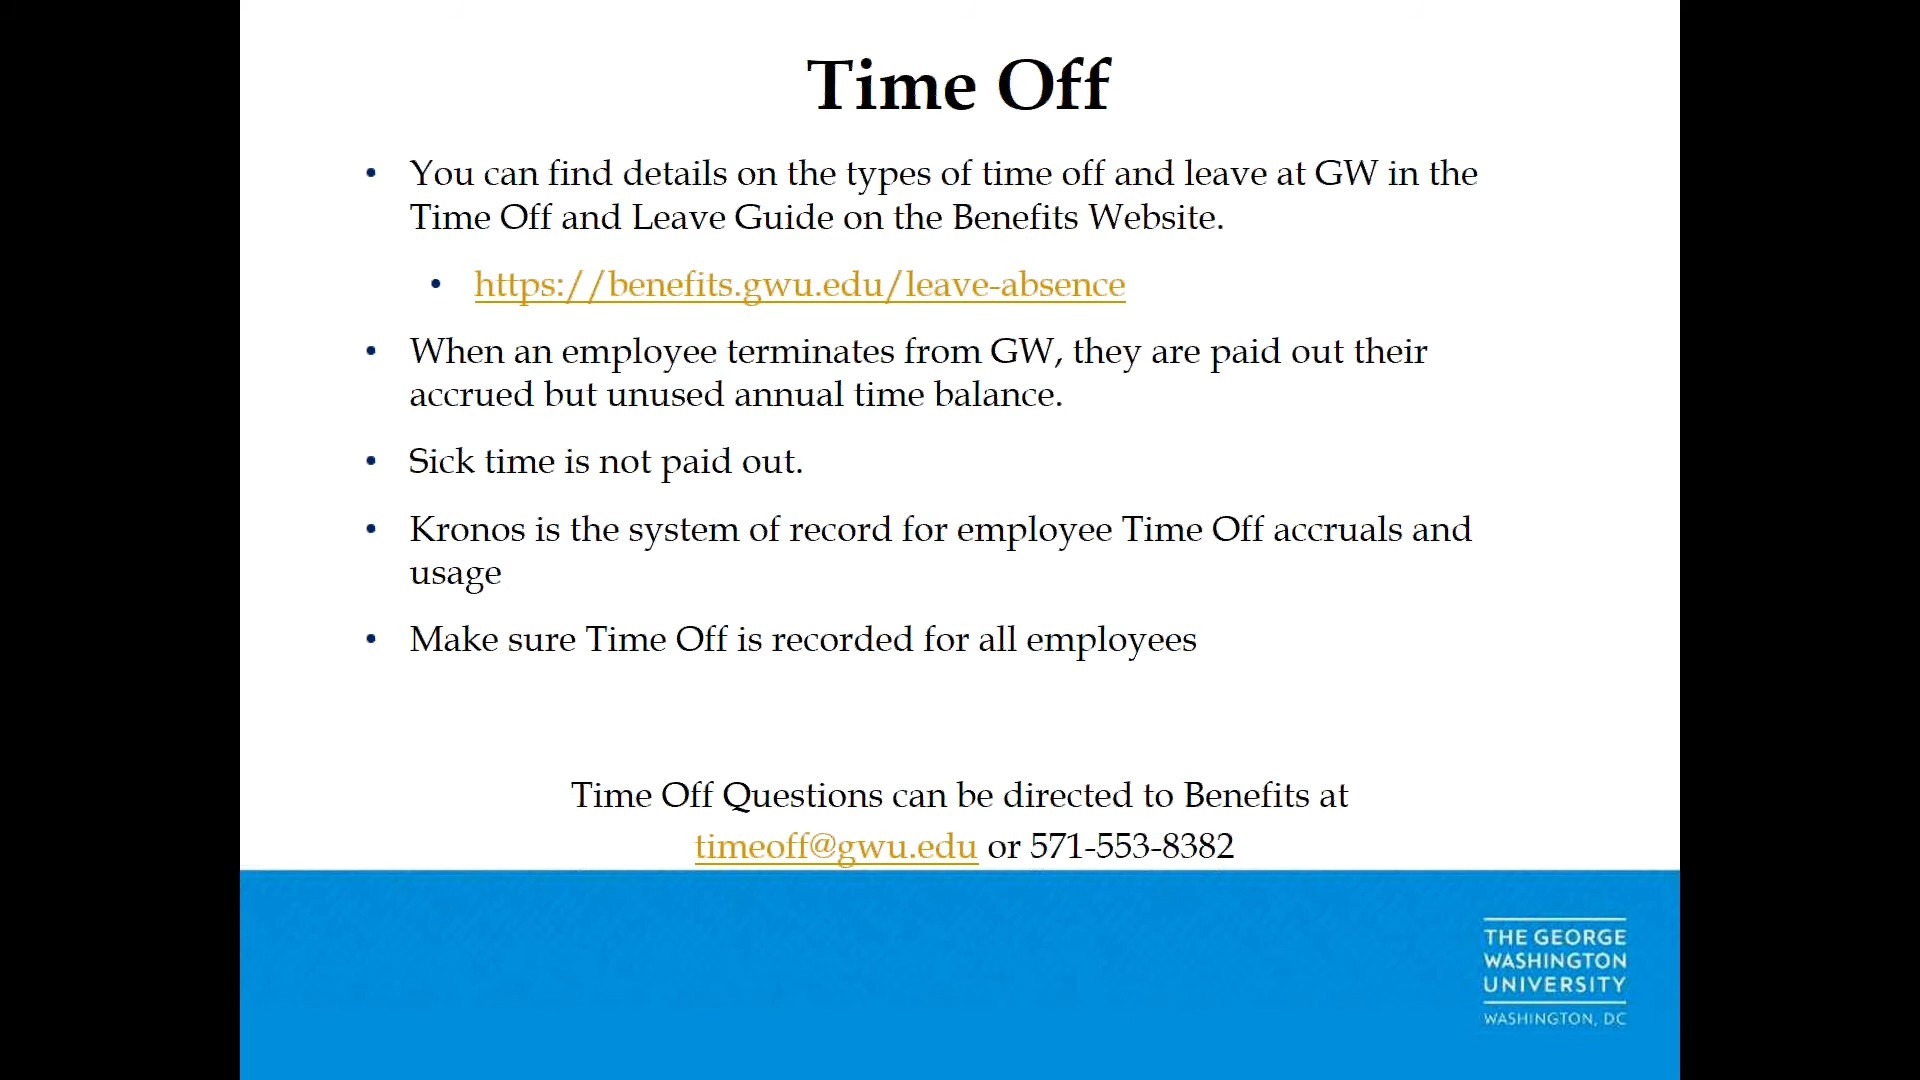 Time Off
• You can find details on the types of time off and leave at GW in the
Time Off and Leave Guide on the Benefits Website.
• https://benefits.gwu.edu/leave-absence
• When an employee terminates from GW, they are paid out their
accrued but unused annual time balance.
• Sick time is not paid out.
• Kronos is the system of record for employee Time Off accruals and
usage
• Make sure Time Off is recorded for all employees
Time Off Questions can be directed to Benefits at
timeoff@gwu.edu or 571-553-8382
THE GEORGE
WASHINGTON
UNIVERSITY
WASHINGTON, DC